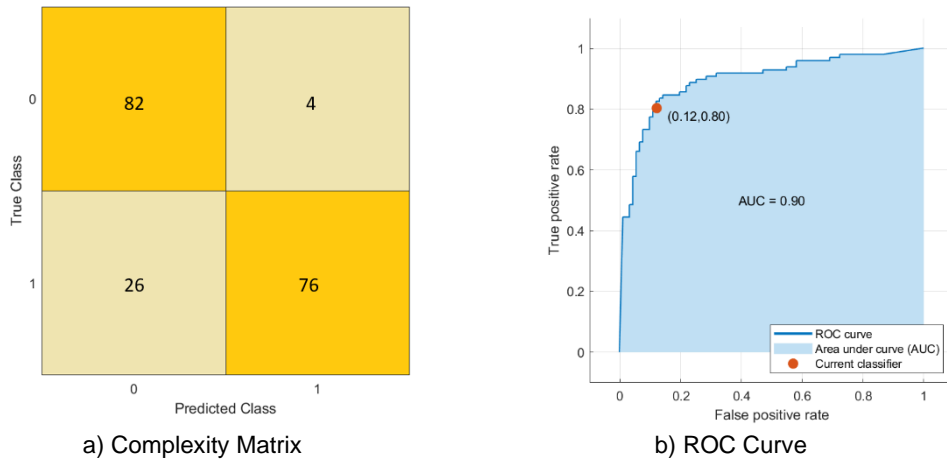 True Class
0
82
4
1
26
76
0
1
Predicted Class
a) Complexity Matrix
True positive rate
1
0.8
0.6
0.4
0.2
0
(0.12,0.80)
AUC = 0.90
ROC curve
Area under curve (AUC)
Current classifier
0
0.2
0.4
0.6
0.8
1
False positive rate
b) ROC Curve